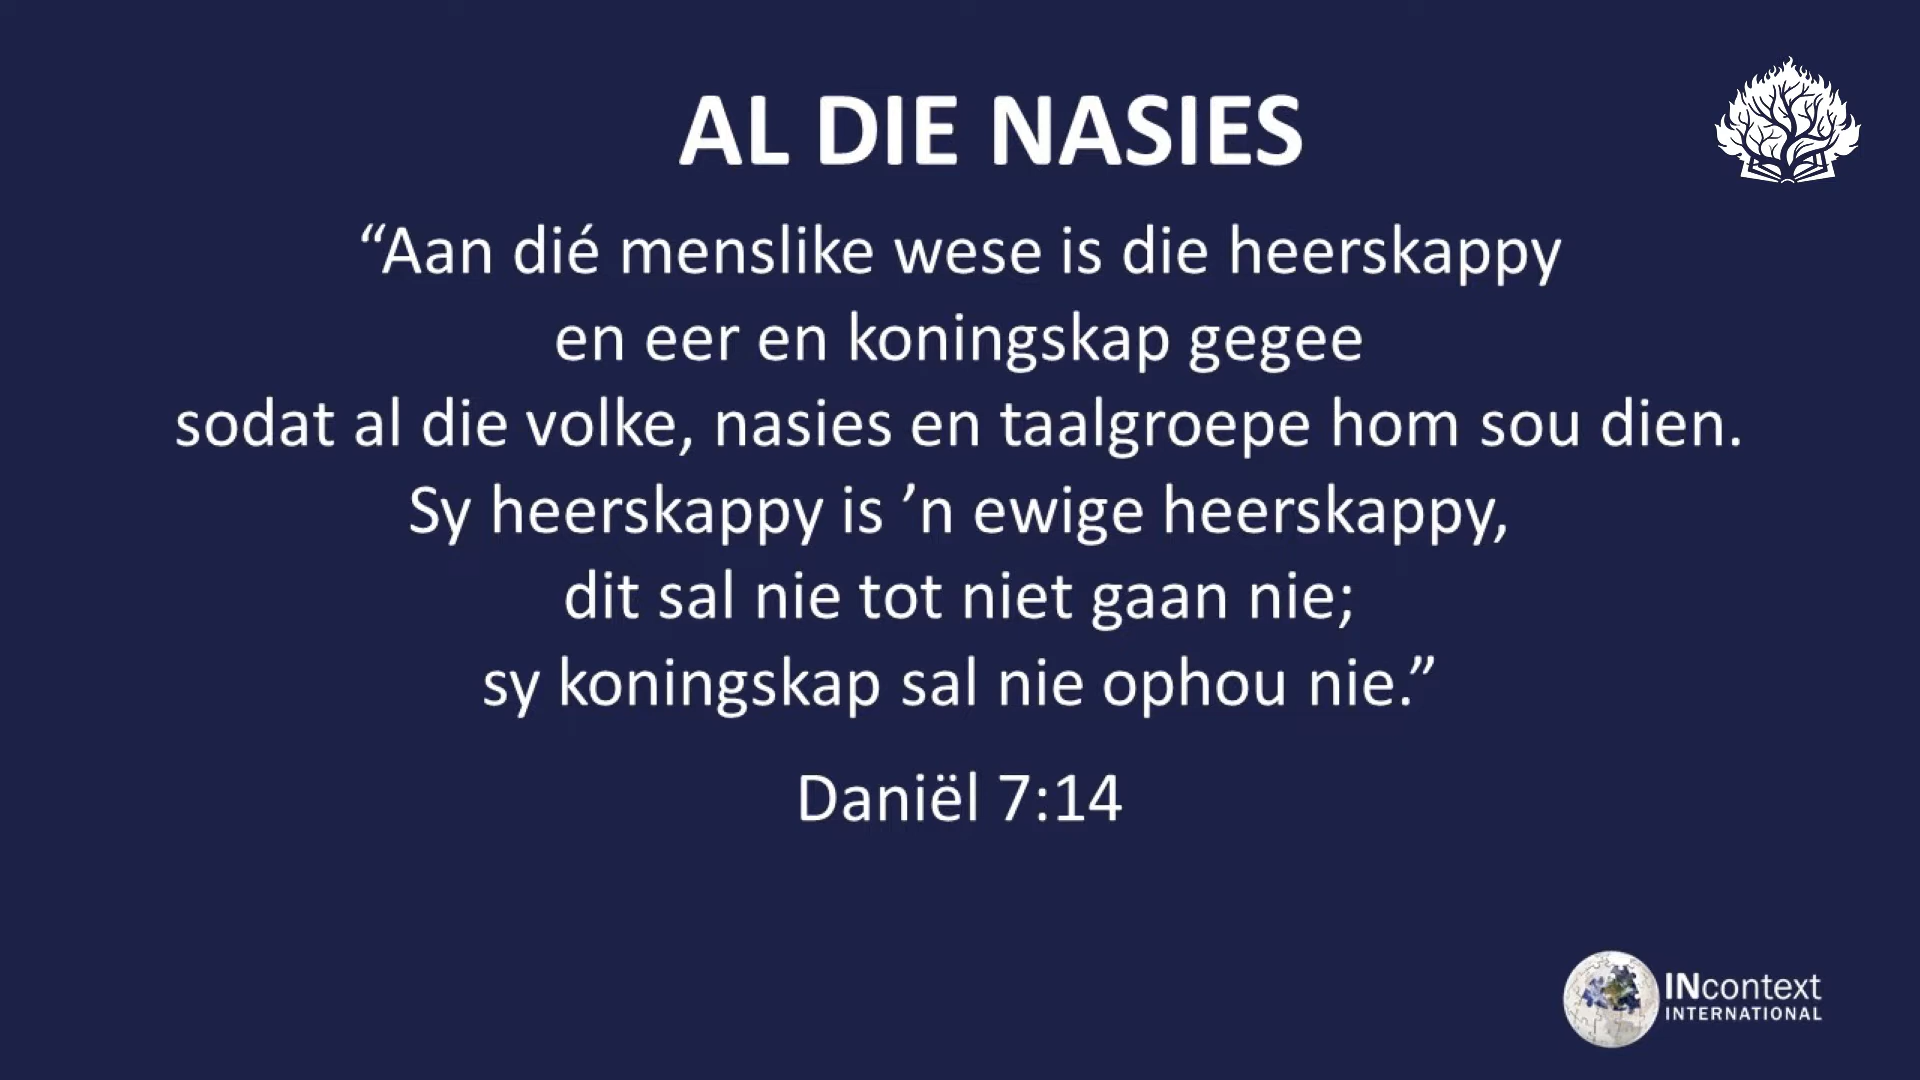 AL DIE NASIES
“Aan dié menslike wese is die heerskappy
en eer en koningskap gegee
sodat al die volke, nasies en taalgroepe hom sou dien.
Sy heerskappy is ’n ewige heerskappy,
dit sal nie tot niet gaan nie;
sy koningskap sal nie ophou nie.”
Daniël 7:14
INcontext
INTERNATIONAL